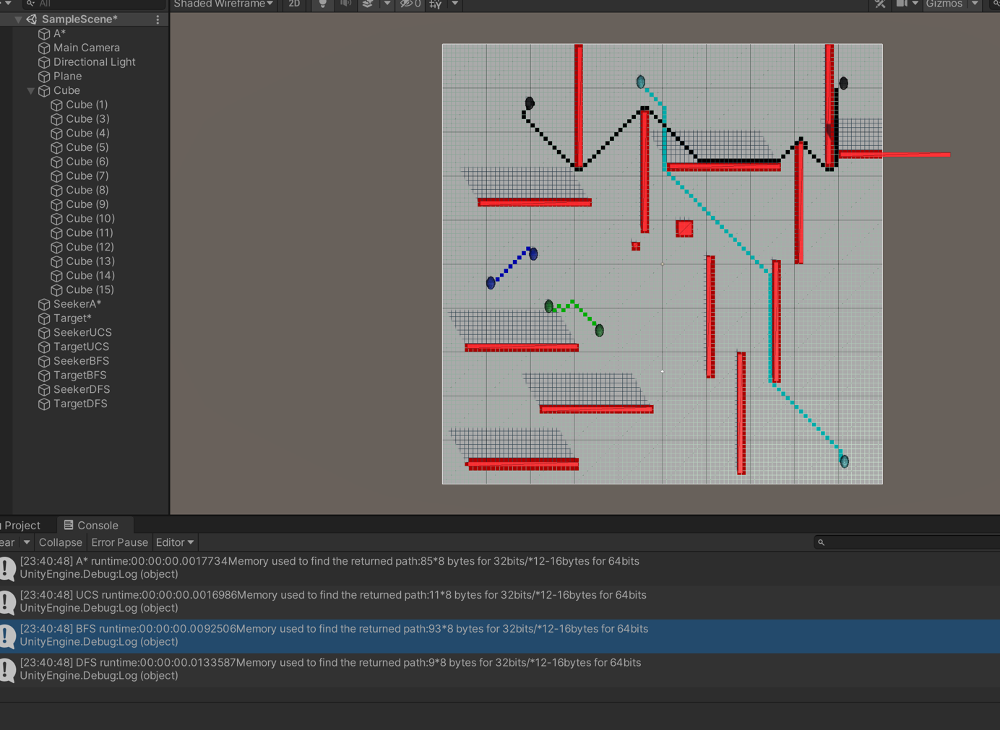 Shaded Wireframe 2D 0 Gizmos
All
SampleScene*
A*
Main Camera
Directional Light
Plane
Cube
Cube (1)
Cube (3)
Cube (4)
Cube (5)
Cube (6)
Cube (7)
Cube (8)
Cube (9)
Cube (10)
Cube (11)
Cube (12)
Cube (13)
Cube (14)
Cube (15)
SeekerA*
Target*
SeekerUCS
TargetUCS
SeekerBFS
TargetBFS
SeekerDFS
TargetDFS
Project Console
ear Collapse Error Pause Editor
[23:40:48] A* runtime:00:00:00.0017734Memory used to find the returned path:85*8 bytes for 32bits/*12-16bytes for 64bits
UnityEngine.Debug:Log (object)
[23:40:48] UCS runtime:00:00:00.0016986Memory used to find the returned path:11*8 bytes for 32bits/*12-16bytes for 64bits
UnityEngine.Debug:Log (object)
[23:40:48] BFS runtime:00:00:00.0092506Memory used to find the returned path:93*8 bytes for 32bits/*12-16bytes for 64bits
UnityEngine.Debug:Log (object)
[23:40:48] DFS runtime:00:00:00.0133587Memory used to find the returned path:9*8 bytes for 32bits/*12-16bytes for 64bits
UnityEngine.Debug:Log (object)